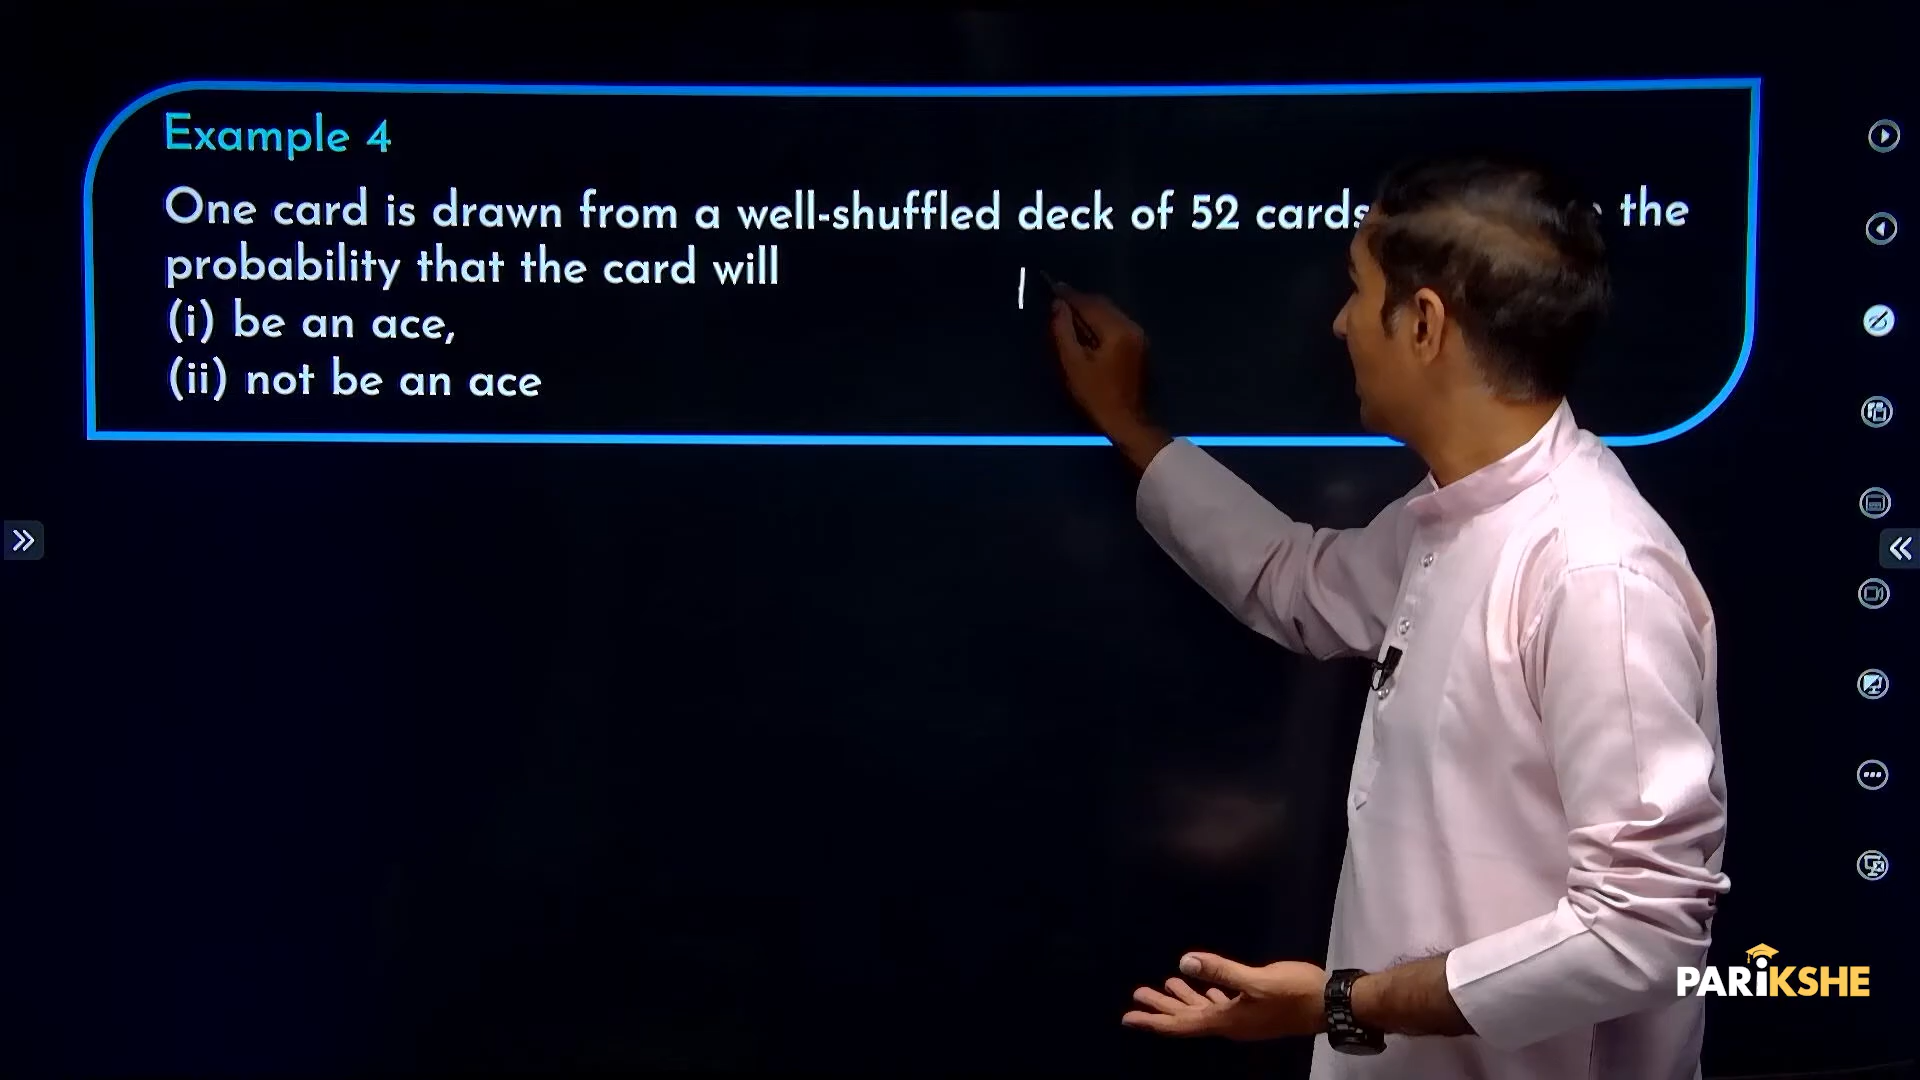 Example 4
One card is drawn from a well-shuffled deck of 52 cards the
probability that the card will
(i) be an ace,
(ii) not be an ace
PARiKSHE